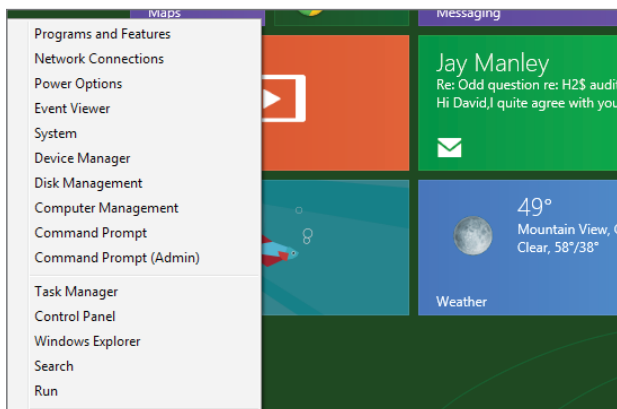 Maps
Messaging
Programs and Features
Network Connections
Power Options
Event Viewer
System
Device Manager
Disk Management
Computer Management
Command Prompt
Command Prompt (Admin)
Task Manager
Control Panel
Windows Explorer
Search
Run
Jay Manley
Re: Odd question re: H2$ audi
Hi David,I quite agree with you
49°
Mountain View,
Clear, 58°/38°
Weather